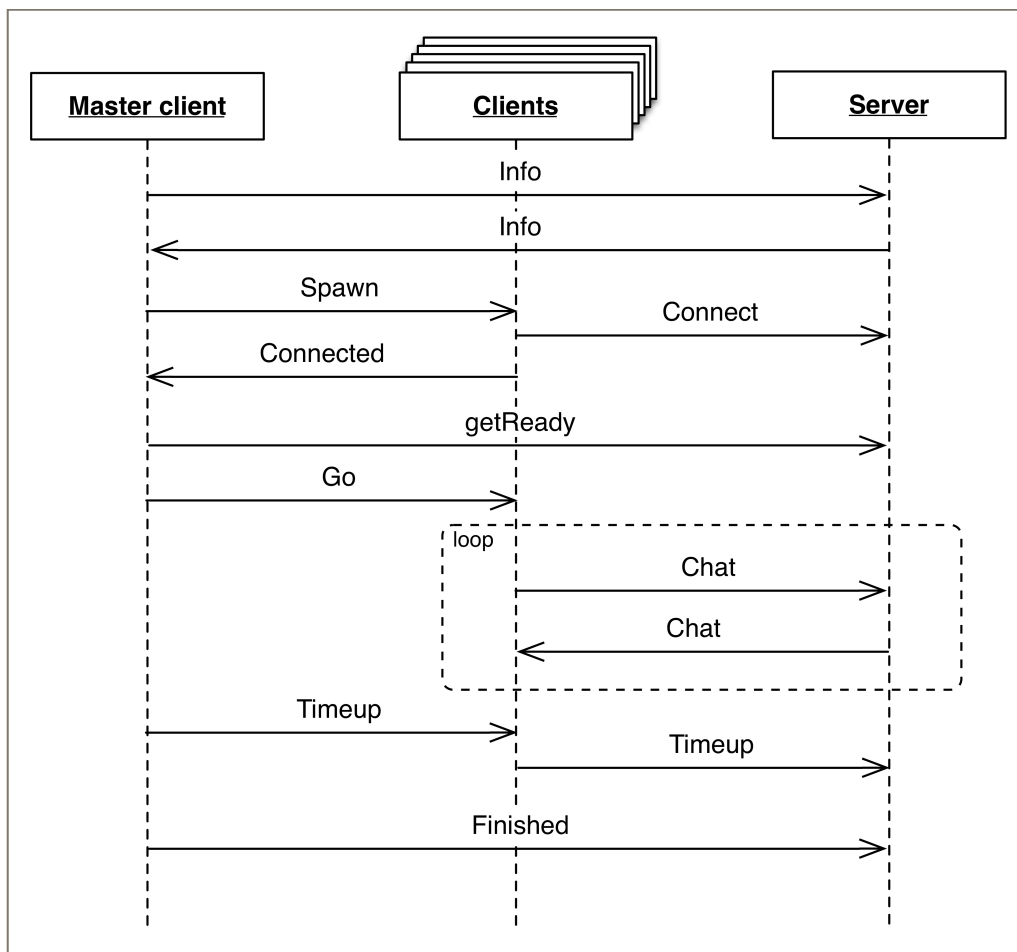 Master client
Clients
Server
Info
Info
Spawn
Connect
Connected
getReady
Go
loop
Chat
Chat
Timeup
Timeup
Finished